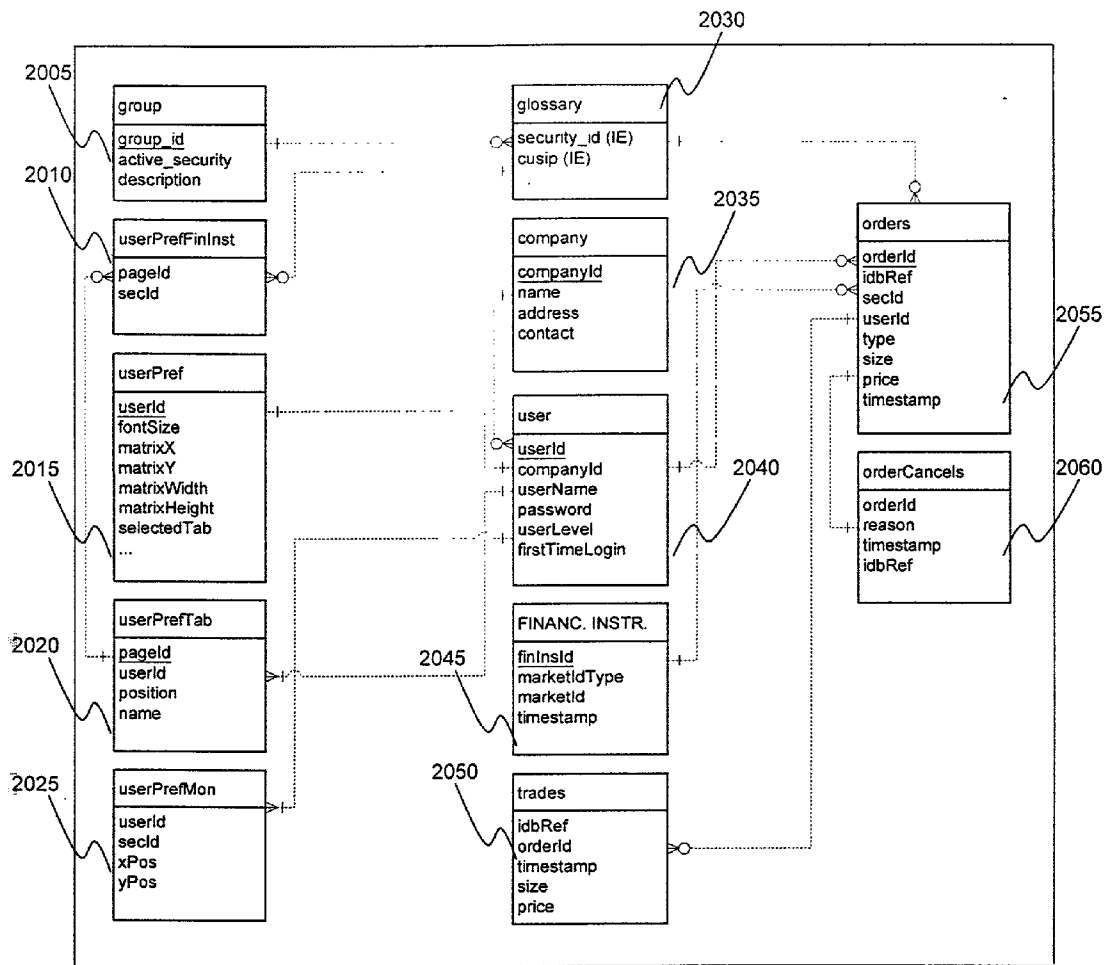 2005
group
group_id
active_security
description
2010
userPrefFinInst
pageId
secId
userPref
userId
fontSize
matrixX
matrixY
matrixWidth
matrixHeight
selectedTab
...
2015
userPrefTab
pageId
userId
position
name
2020
userPrefMon
userId
secId
xPos
yPos
2025
2030
glossary
security_id (IE)
cusip (IE)
2035
company
companyId
name
address
contact
user
userId
companyId
userName
password
userLevel
firstTimeLogin
2040
FINANC. INSTR.
finInsId
marketIdType
marketId
timestamp
2045
2050
trades
idbRef
orderId
timestamp
size
price
orders
orderId
idbRef
secId
userId
type
size
price
timestamp
2055
orderCancels
orderId
reason
timestamp
idbRef
2060